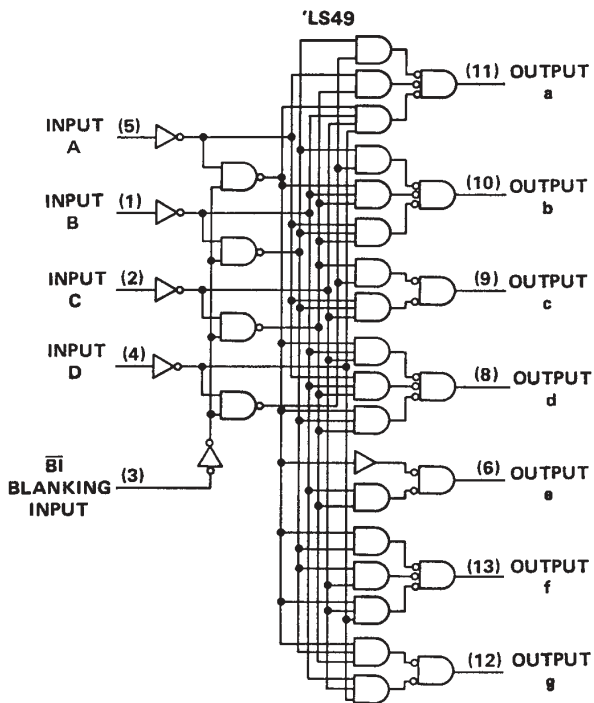 'LS49
(11) OUTPUT
a
INPUT (5)
A
(10) OUTPUT
b
INPUT (1)
B
(9) OUTPUT
c
INPUT (2)
C
(8) OUTPUT
d
INPUT (4)
D
(6) OUTPUT
e
BI (3)
BLANKING
INPUT
(13) OUTPUT
f
(12) OUTPUT
g